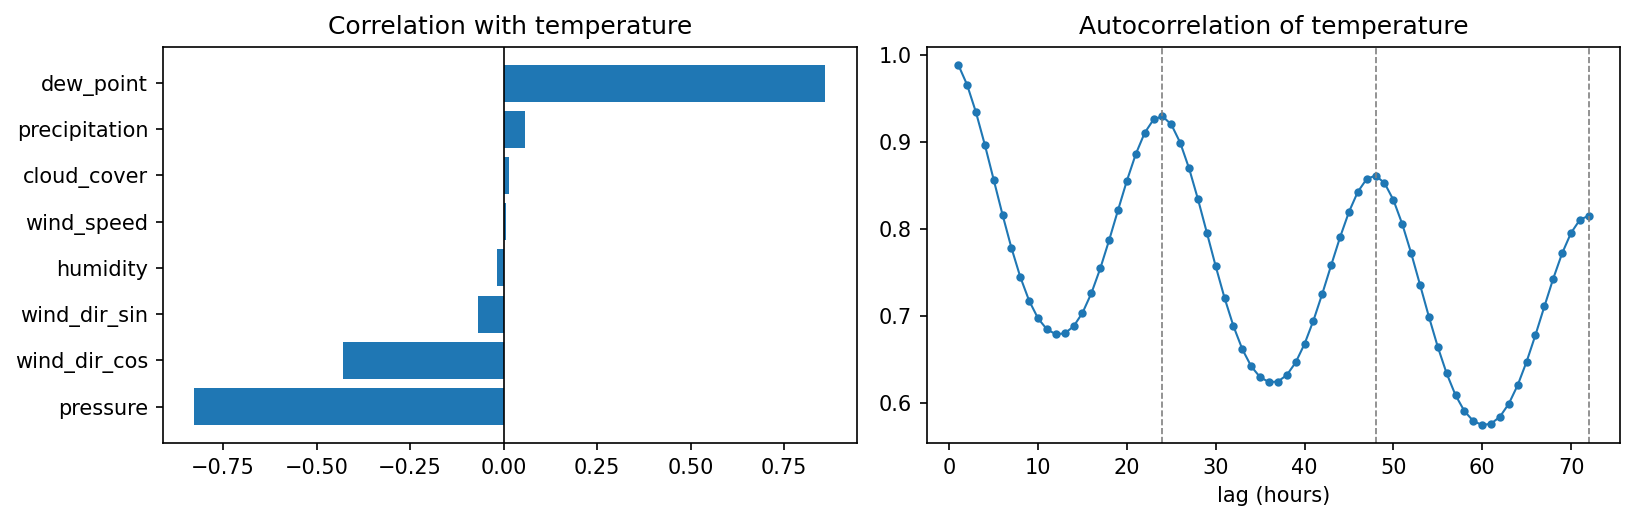 Correlation with temperature
dew_point
precipitation
cloud_cover
wind_speed
humidity
wind_dir_sin
wind_dir_cos
pressure
−0.75 −0.50 −0.25 0.00 0.25 0.50 0.75
Autocorrelation of temperature
1.0
0.9
0.8
0.7
0.6
0 10 20 30 40 50 60 70
lag (hours)